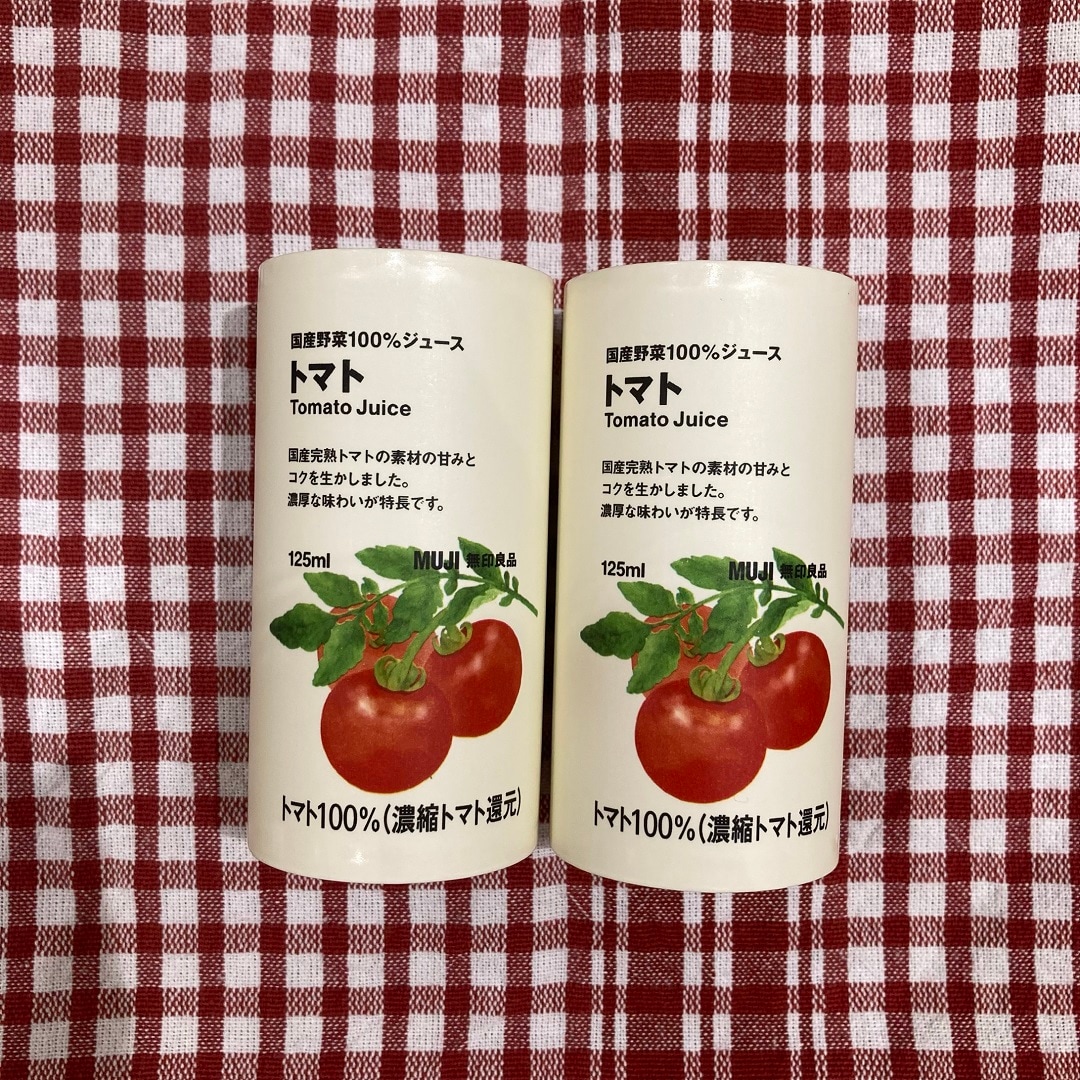 国産野菜100%ジュース
トマト
Tomato Juice
国産完熟トマトの素材の甘みと
コクを生かしました。
濃厚な味わいが特長です。
125ml MUJI 無印良品
トマト100%(濃縮トマト還元)
国産野菜100%ジュース
トマト
Tomato Juice
国産完熟トマトの素材の甘みと
コクを生かしました。
濃厚な味わいが特長です。
125ml MUJI 無印良品
トマト100%(濃縮トマト還元)